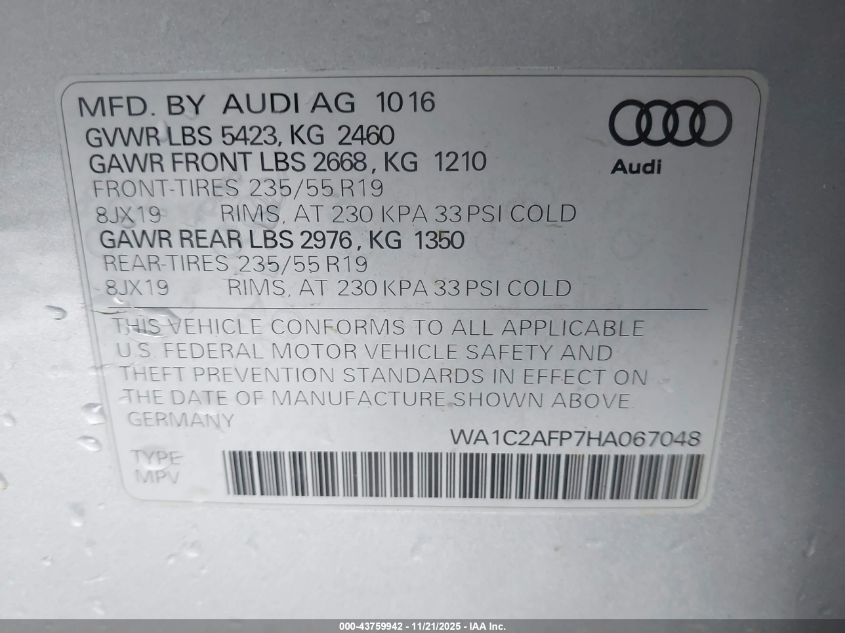 MFD. BY AUDI AG 10 16
GVWR LBS 5423, KG 2460
GAWR FRONT LBS 2668, KG 1210
FRONT-TIRES 235/55 R19
8JX19 RIMS, AT 230 KPA 33 PSI COLD
GAWR REAR LBS 2976, KG 1350
REAR-TIRES 235/55 R19
8JX19 RIMS, AT 230 KPA 33 PSI COLD
Audi
THIS VEHICLE CONFORMS TO ALL APPLICABLE
U.S. FEDERAL MOTOR VEHICLE SAFETY AND
THEFT PREVENTION STANDARDS IN EFFECT ON
THE DATE OF MANUFACTURE SHOWN ABOVE.
GERMANY
WA1C2AFP7HA067048
TYPE
MPV
000-43759942 - 11/21/2025 - IAA Inc.